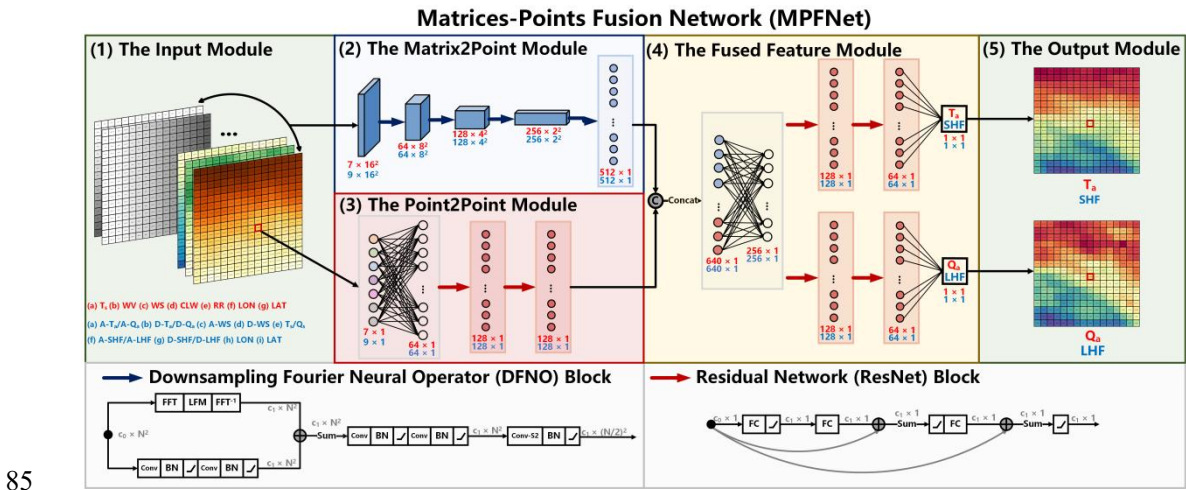 Matrices-Points Fusion Network (MPFNet)
(1) The Input Module
...
(a) Tₛ (b) WV (c) WS (d) CLW (e) RR (f) LON (g) LAT
(a) A-Tₐ/A-Qₐ (b) D-Tₐ/D-Qₐ (c) A-WS (d) D-WS (e) Tₛ/Qₛ
(f) A-SHF/A-LHF (g) D-SHF/D-LHF (h) LON (i) LAT
(2) The Matrix2Point Module
7 × 16²
9 × 16²
64 × 8²
64 × 8²
128 × 4²
128 × 4²
256 × 2²
256 × 2²
512 × 1
512 × 1
(3) The Point2Point Module
7 × 1
9 × 1
64 × 1
64 × 1
128 × 1
128 × 1
128 × 1
128 × 1
C
Concat
(4) The Fused Feature Module
640 × 1
640 × 1
256 × 1
256 × 1
128 × 1
128 × 1
64 × 1
64 × 1
Tₐ
SHF
1 × 1
1 × 1
128 × 1
128 × 1
64 × 1
64 × 1
Qₐ
LHF
1 × 1
1 × 1
(5) The Output Module
Tₐ
SHF
Qₐ
LHF
Downsampling Fourier Neural Operator (DFNO) Block
FFT LFM FFT⁻¹
c₁ × N²
c₀ × N²
Conv BN Conv BN
c₁ × N²
c₁ × N²
Sum
Conv BN Conv BN
c₁ × N²
Conv-S2 BN
c₁ × (N/2)²
Residual Network (ResNet) Block
c₀ × 1
FC
c₁ × 1
FC
c₁ × 1
c₁ × 1
Sum
FC
c₁ × 1
c₁ × 1
Sum
c₁ × 1
85